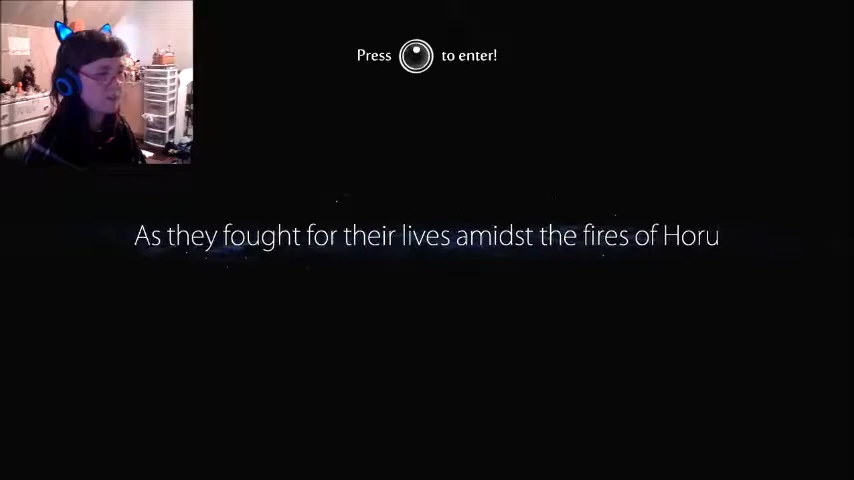 Press to enter!
As they fought for their lives amidst the fires of Horu